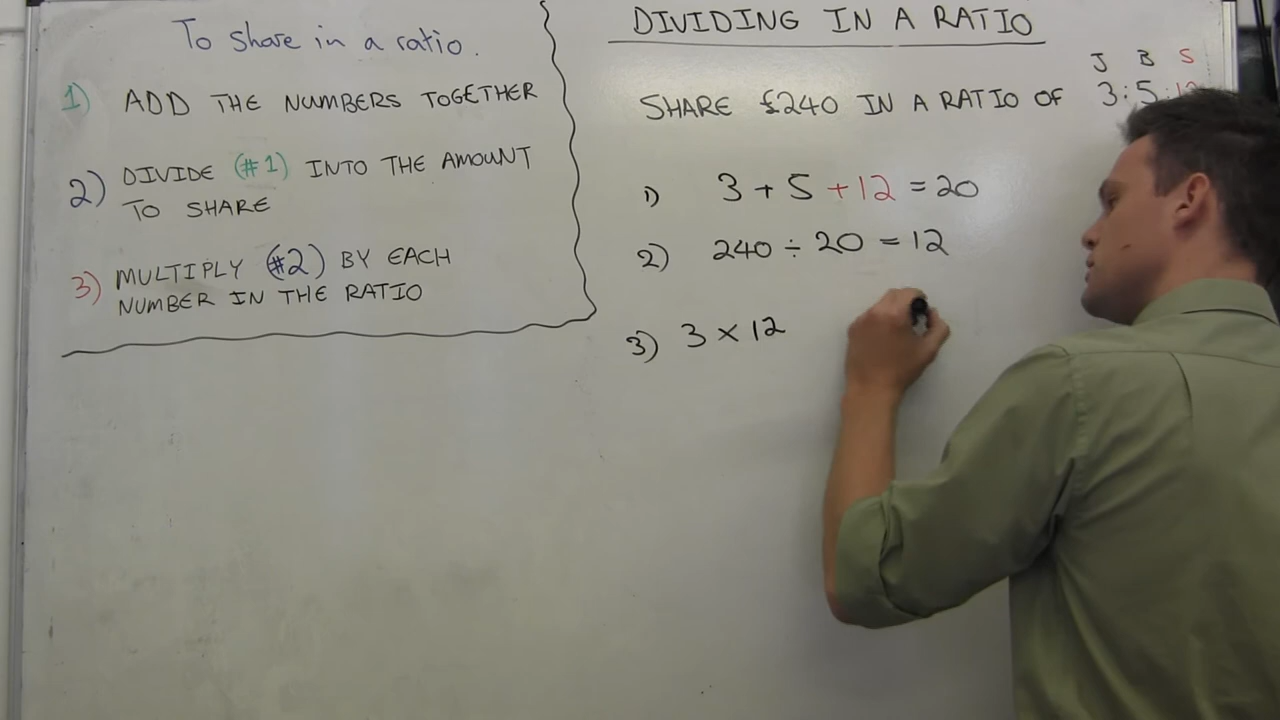 To share in a ratio.
1) ADD THE NUMBERS TOGETHER
2) DIVIDE (#1) INTO THE AMOUNT
TO SHARE
3) MULTIPLY (#2) BY EACH
NUMBER IN THE RATIO
DIVIDING IN A RATIO
J B S
SHARE £240 IN A RATIO OF 3:5:12
1) 3 + 5 + 12 = 20
2) 240 ÷ 20 = 12
3) 3 × 12